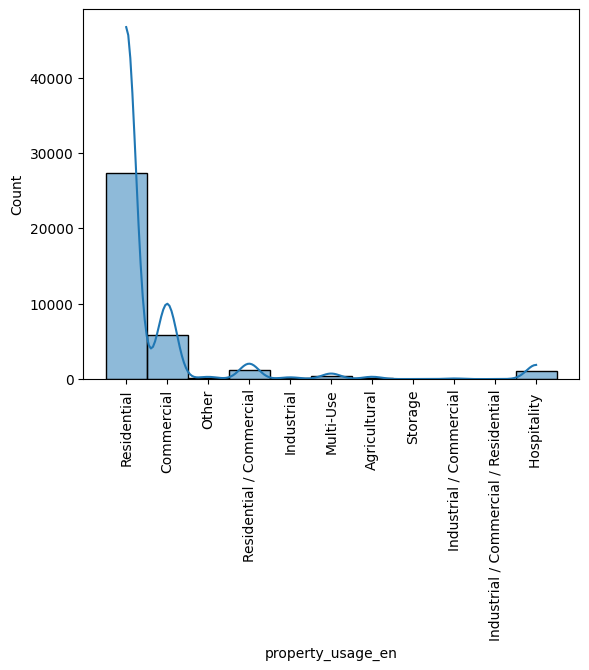 40000
30000
20000
10000
0
Count
Residential
Commercial
Other
Residential / Commercial
Industrial
Multi-Use
Agricultural
Storage
Industrial / Commercial
Industrial / Commercial / Residential
Hospitality
property_usage_en